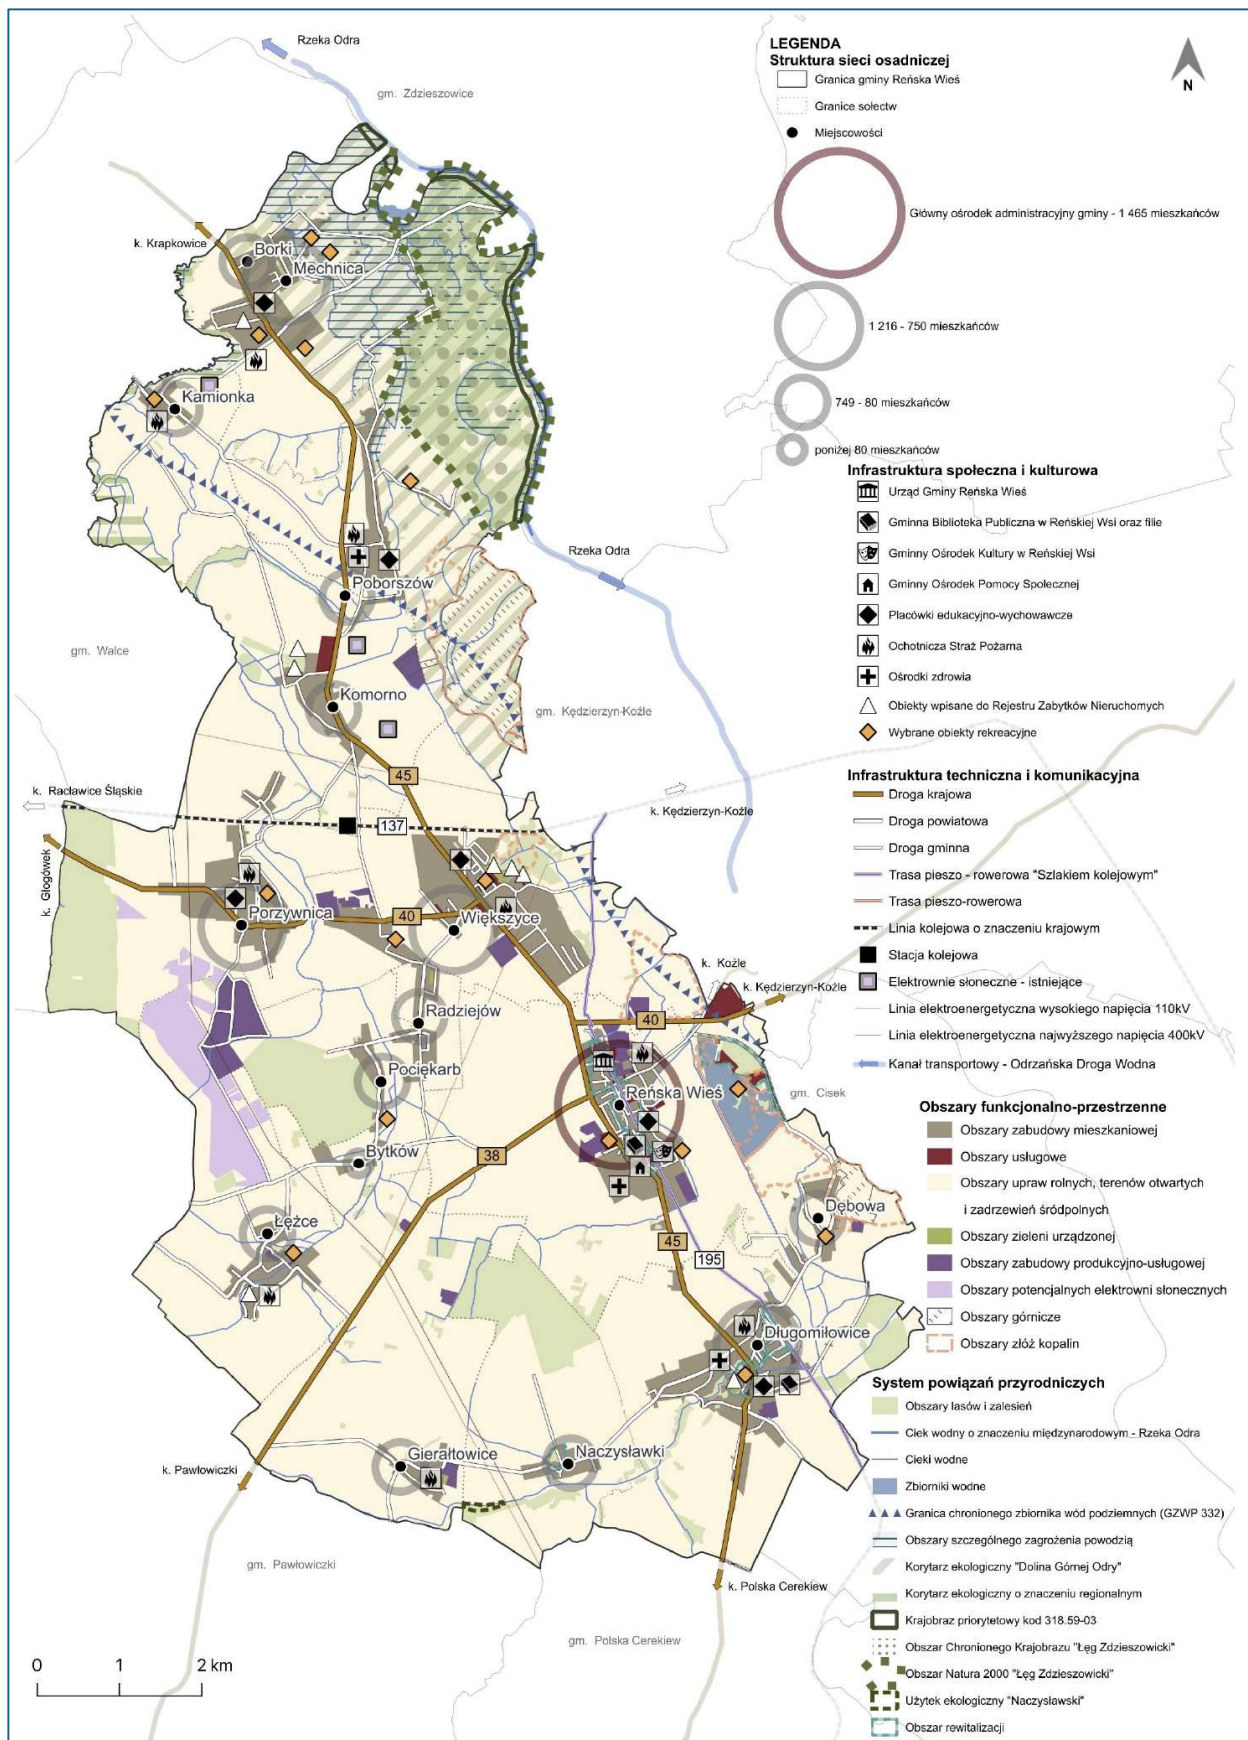 Rzeka Odra
gm. Zdzieszowice
k. Krapkowice
Borki
Mechnica
Kamionka
Rzeka Odra
Poborszów
gm. Walce
Komorno
gm. Kędzierzyn-Koźle
45
k. Racławice Śląskie
137
k. Kędzierzyn-Koźle
k. Głogówek
Porzywnica
40
Większyce
k. Koźle
k. Kędzierzyn-Koźle
Radziejów
40
Pociękarb
Reńska Wieś
gm. Cisek
Bytków
38
Łężce
Dębowa
45
195
Długomiłowice
Gierałtowice
Naczysławki
k. Pawłowiczki
gm. Pawłowiczki
k. Polska Cerekiew
gm. Polska Cerekiew
0 1 2 km
N
LEGENDA
Struktura sieci osadniczej
Granica gminy Reńska Wieś
Granice sołectw
Miejscowości
Główny ośrodek administracyjny gminy - 1 465 mieszkańców
1 216 - 750 mieszkańców
749 - 80 mieszkańców
poniżej 80 mieszkańców
Infrastruktura społeczna i kulturowa
Urząd Gminy Reńska Wieś
Gminna Biblioteka Publiczna w Reńskiej Wsi oraz filie
Gminny Ośrodek Kultury w Reńskiej Wsi
Gminny Ośrodek Pomocy Społecznej
Placówki edukacyjno-wychowawcze
Ochotnicza Straż Pożarna
Ośrodki zdrowia
Obiekty wpisane do Rejestru Zabytków Nieruchomych
Wybrane obiekty rekreacyjne
Infrastruktura techniczna i komunikacyjna
Droga krajowa
Droga powiatowa
Droga gminna
Trasa pieszo - rowerowa "Szlakiem kolejowym"
Trasa pieszo-rowerowa
Linia kolejowa o znaczeniu krajowym
Stacja kolejowa
Elektrownie słoneczne - istniejące
Linia elektroenergetyczna wysokiego napięcia 110kV
Linia elektroenergetyczna najwyższego napięcia 400kV
Kanał transportowy - Odrzańska Droga Wodna
Obszary funkcjonalno-przestrzenne
Obszary zabudowy mieszkaniowej
Obszary usługowe
Obszary upraw rolnych, terenów otwartych
i zadrzewień śródpolnych
Obszary zieleni urządzonej
Obszary zabudowy produkcyjno-usługowej
Obszary potencjalnych elektrowni słonecznych
Obszary górnicze
Obszary złóż kopalin
System powiązań przyrodniczych
Obszary lasów i zalesień
Ciek wodny o znaczeniu międzynarodowym - Rzeka Odra
Cieki wodne
Zbiorniki wodne
Granica chronionego zbiornika wód podziemnych (GZWP 332)
Obszary szczególnego zagrożenia powodzią
Korytarz ekologiczny "Dolina Górnej Odry"
Korytarz ekologiczny o znaczeniu regionalnym
Krajobraz priorytetowy kod 318.59-03
Obszar Chronionego Krajobrazu "Łęg Zdzieszowicki"
Obszar Natura 2000 "Łęg Zdzieszowicki"
Użytek ekologiczny "Naczysławski"
Obszar rewitalizacji